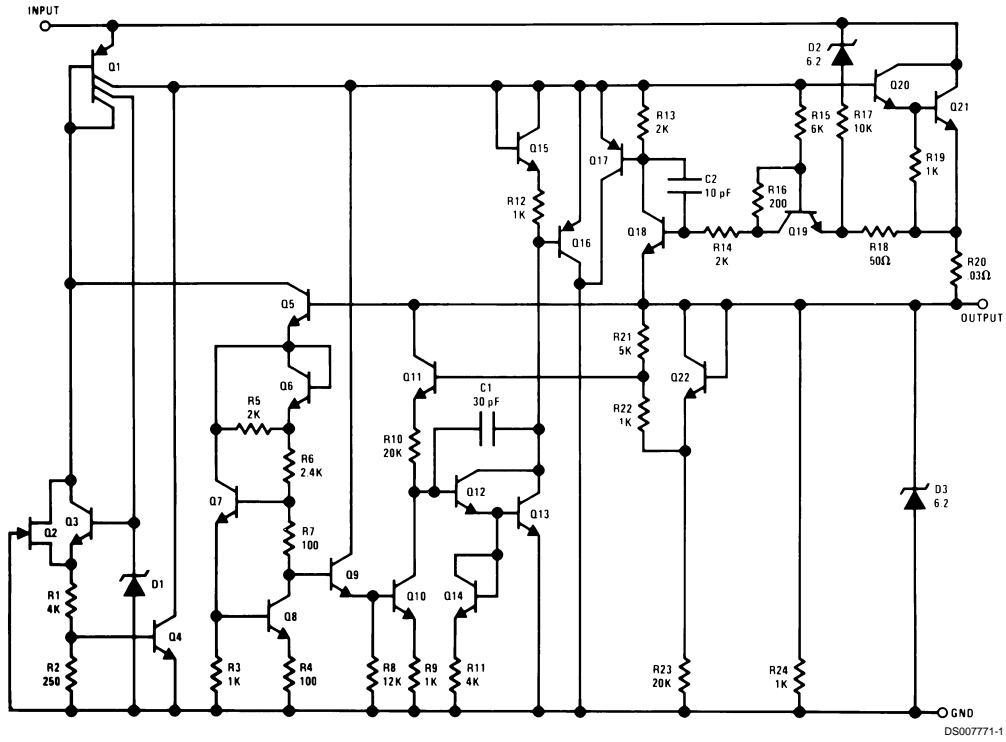 INPUT
Q1
D2
6.2
Q20
Q21
R13
2K
R15
6K
R17
10K
Q15
Q17
R19
1K
C2
10 pF
R12
1K
R16
200
Q16
Q18
R14
2K
Q19
R18
50Ω
R20
.03Ω
Q5
OUTPUT
R21
5K
Q11
Q22
Q6
C1
30 pF
R5
2K
R22
1K
R10
20K
R6
2.4K
Q7
Q12
Q2
Q3
Q13
D3
6.2
R7
100
R1
4K
D1
Q9
Q10
Q14
Q4
Q8
R2
250
R3
1K
R4
100
R8
12K
R9
1K
R11
4K
R23
20K
R24
1K
GND
DS007771-1